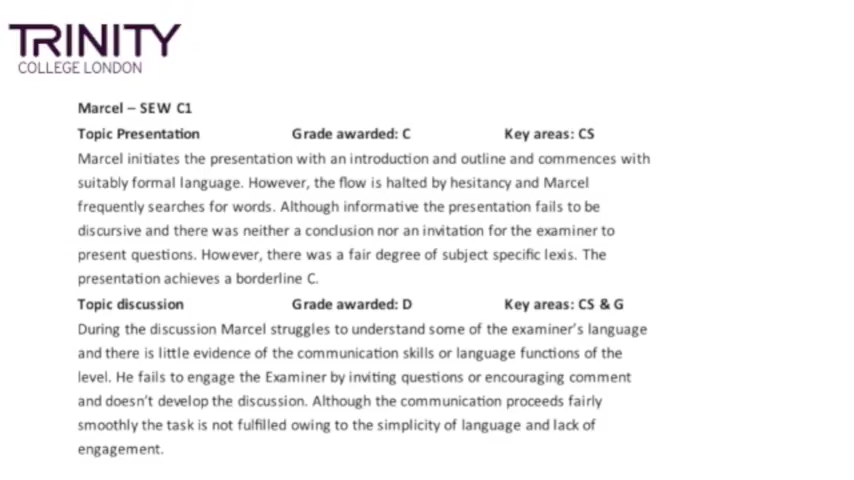 TRINITY
COLLEGE LONDON
Marcel – SEW C1
Topic Presentation Grade awarded: C Key areas: CS
Marcel initiates the presentation with an introduction and outline and commences with
suitably formal language. However, the flow is halted by hesitancy and Marcel
frequently searches for words. Although informative the presentation fails to be
discursive and there was neither a conclusion nor an invitation for the examiner to
present questions. However, there was a fair degree of subject specific lexis. The
presentation achieves a borderline C.
Topic discussion Grade awarded: D Key areas: CS & G
During the discussion Marcel struggles to understand some of the examiner's language
and there is little evidence of the communication skills or language functions of the
level. He fails to engage the Examiner by inviting questions or encouraging comment
and doesn't develop the discussion. Although the communication proceeds fairly
smoothly the task is not fulfilled owing to the simplicity of language and lack of
engagement.